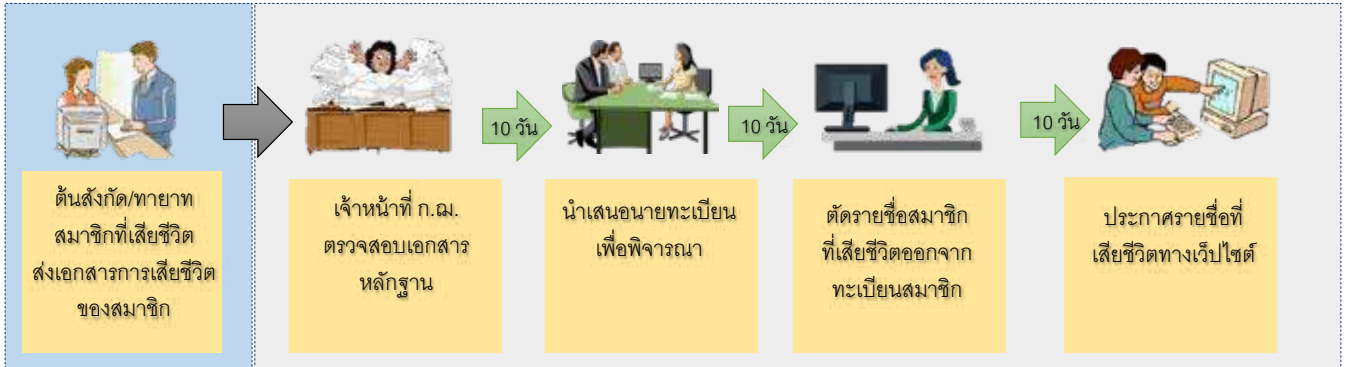 ต้นสังกัด/ทายาท
สมาชิกที่เสียชีวิต
ส่งเอกสารการเสียชีวิต
ของสมาชิก
เจ้าหน้าที่ ก.ฌ.
ตรวจสอบเอกสาร
หลักฐาน
10 วัน
นำเสนอนายทะเบียน
เพื่อพิจารณา
10 วัน
ตัดรายชื่อสมาชิก
ที่เสียชีวิตออกจาก
ทะเบียนสมาชิก
10 วัน
ประกาศรายชื่อที่
เสียชีวิตทางเว็ปไซต์